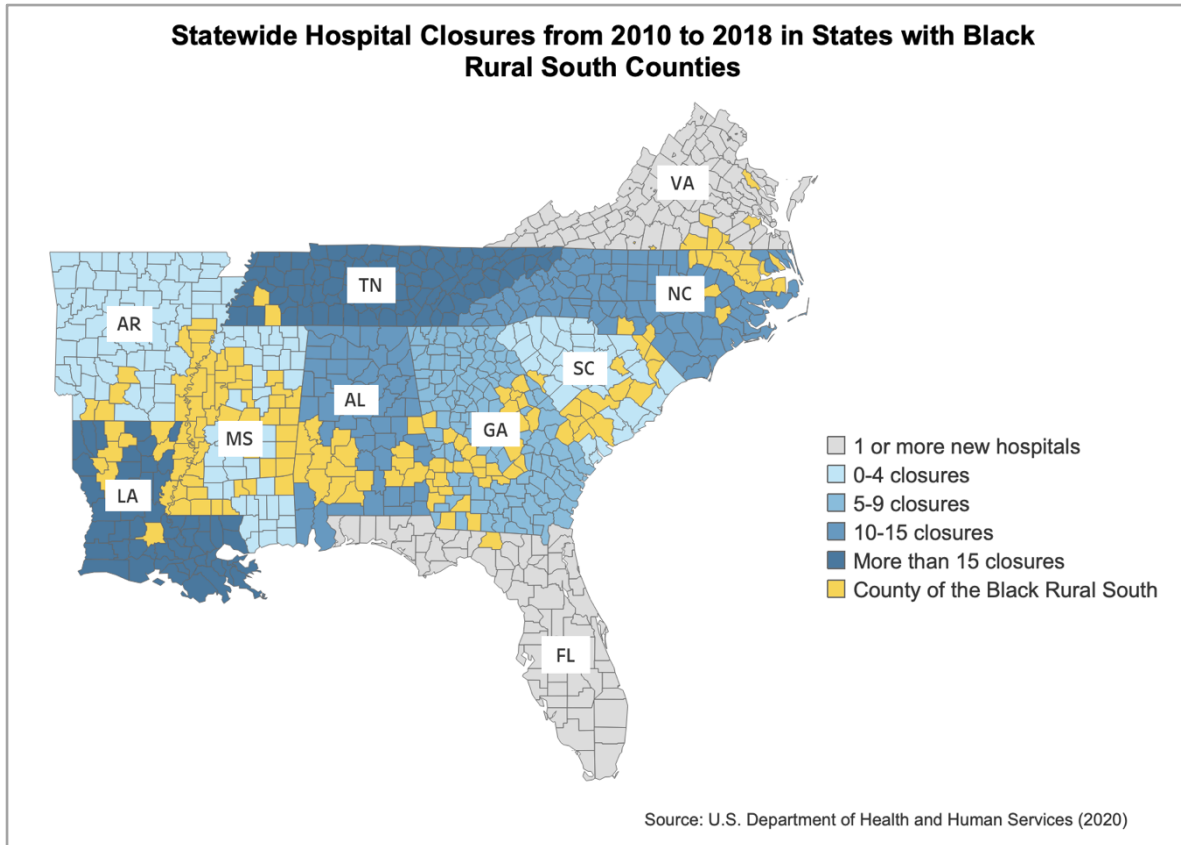 Statewide Hospital Closures from 2010 to 2018 in States with Black
Rural South Counties
VA
TN
NC
AR
SC
AL
GA
MS
LA
FL
1 or more new hospitals
0-4 closures
5-9 closures
10-15 closures
More than 15 closures
County of the Black Rural South
Source: U.S. Department of Health and Human Services (2020)